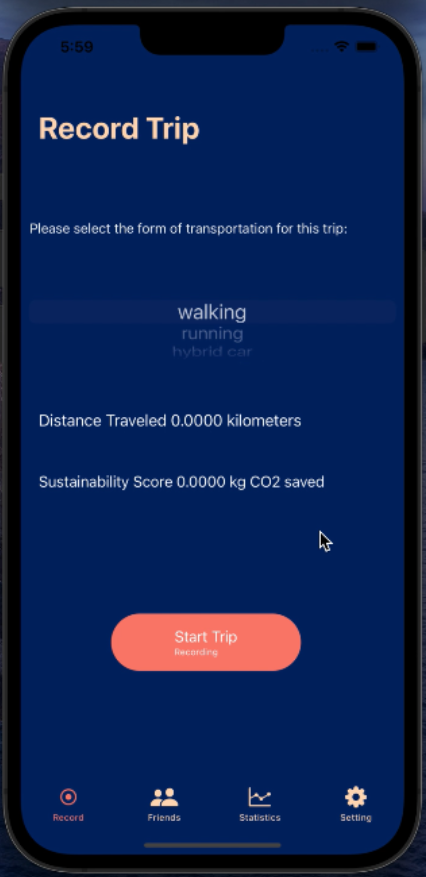 5:59
Record Trip
Please select the form of transportation for this trip:
walking
running
hybrid car
Distance Traveled 0.0000 kilometers
Sustainability Score 0.0000 kg CO2 saved
Start Trip
Recording
Record
Friends
Statistics
Setting